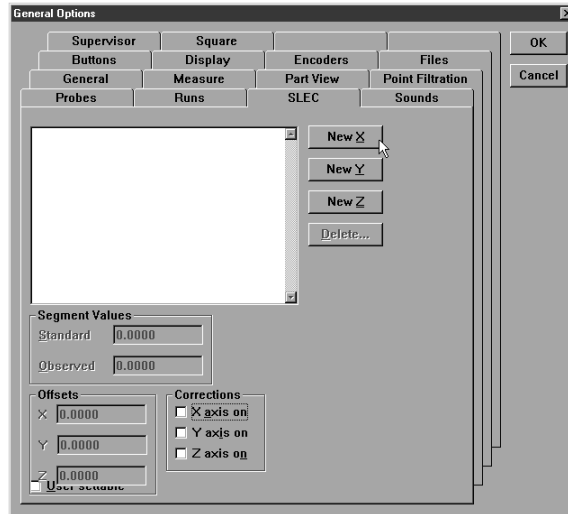 General Options
Supervisor Square
Buttons Display Encoders Files
General Measure Part View Point Filtration
Probes Runs SLEC Sounds
OK
Cancel
New X
New Y
New Z
Delete...
Segment Values
Standard 0.0000
Observed 0.0000
Offsets
X 0.0000
Y 0.0000
Z 0.0000
User settable
Corrections
X axis on
Y axis on
Z axis on